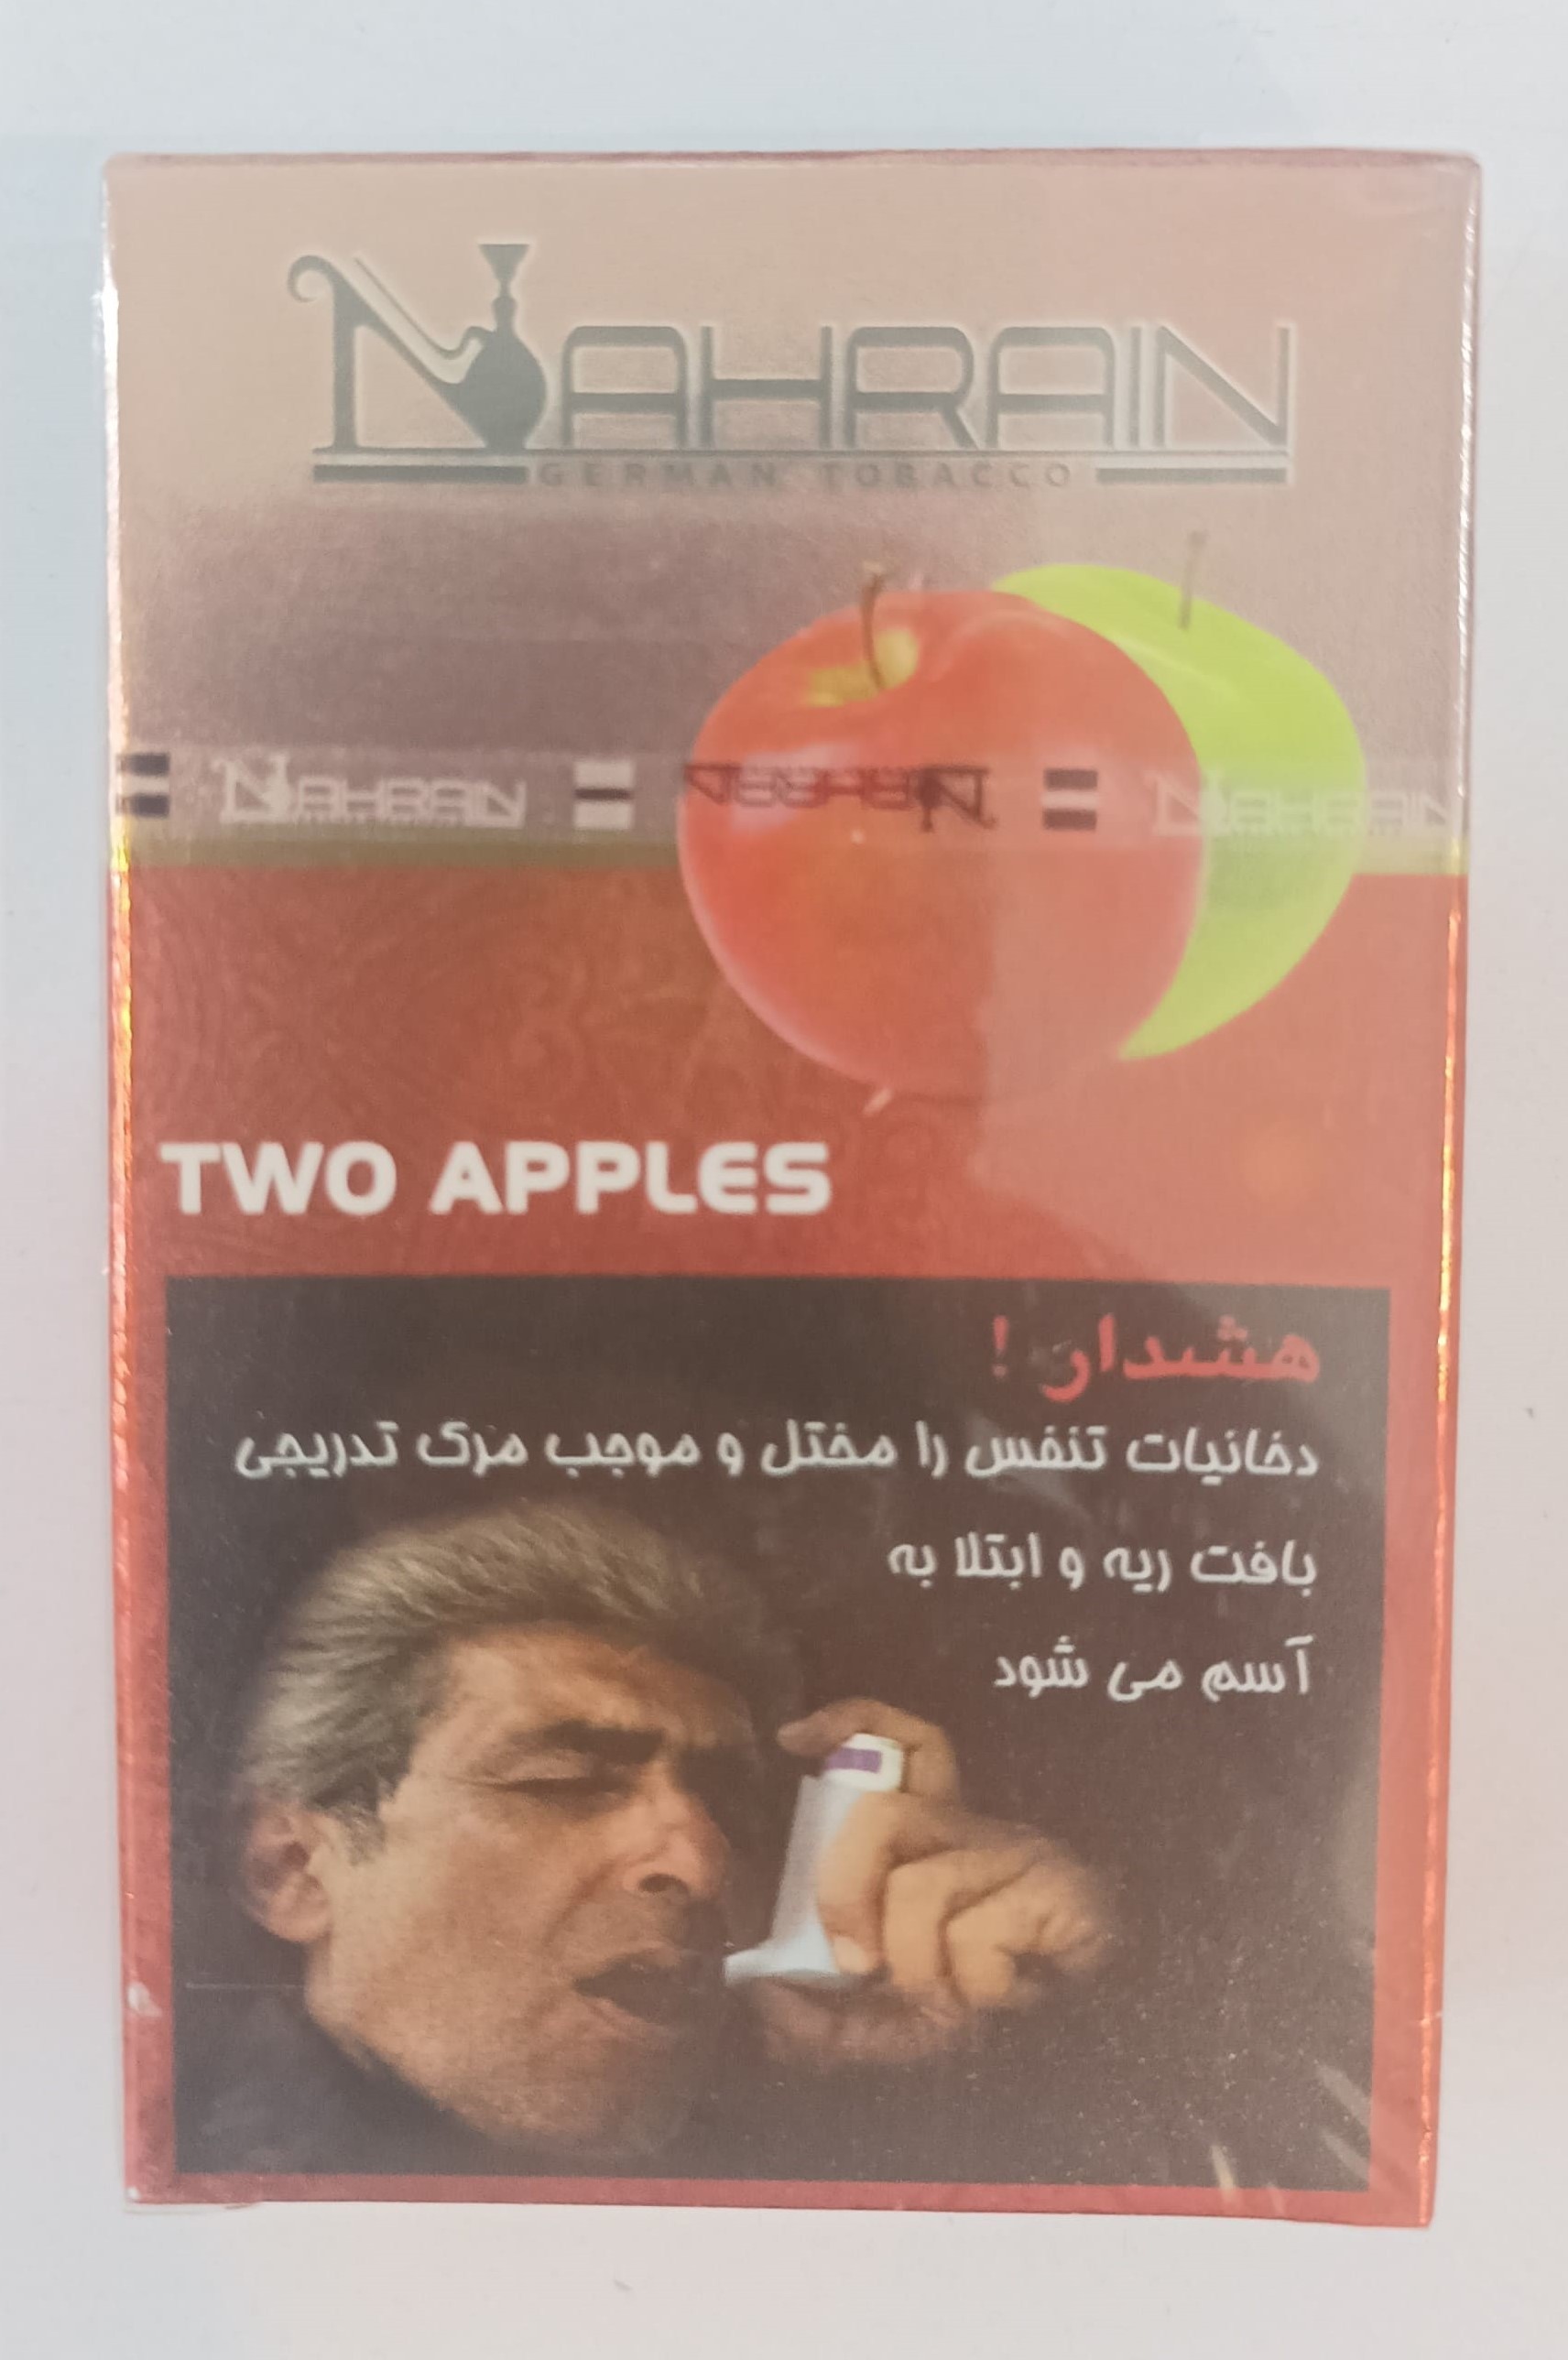 NAHRAIN
GERMAN TOBACCO
NAHRAIN NAHRAIN NAHRAIN
TWO APPLES
هشدار !
دخانیات تنفس را مختل و موجب مرگ تدریجی
بافت ریه و ابتلا به
آسم می شود